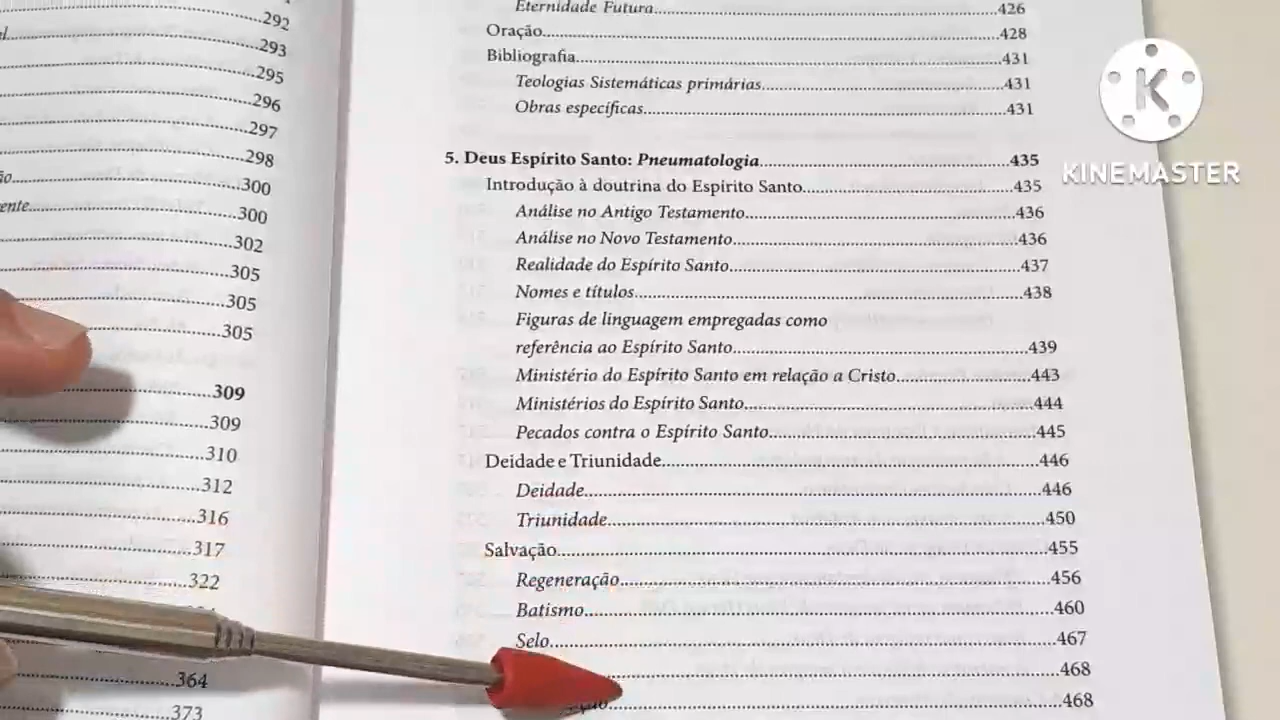 292
293
295
296
297
298
300
300
302
305
305
305
309
309
310
312
316
317
322
364
373
Eternidade Futura 426
Oração 428
Bibliografia 431
Teologias Sistemáticas primárias 431
Obras específicas 431
5. Deus Espírito Santo: Pneumatologia 435
Introdução à doutrina do Espírito Santo 435
Análise no Antigo Testamento 436
Análise no Novo Testamento 436
Realidade do Espírito Santo 437
Nomes e títulos 438
Figuras de linguagem empregadas como
referência ao Espírito Santo 439
Ministério do Espírito Santo em relação a Cristo 443
Ministérios do Espírito Santo 444
Pecados contra o Espírito Santo 445
Deidade e Triunidade 446
Deidade 446
Triunidade 450
Salvação 455
Regeneração 456
Batismo 460
Selo 467
468
468
KINEMASTER